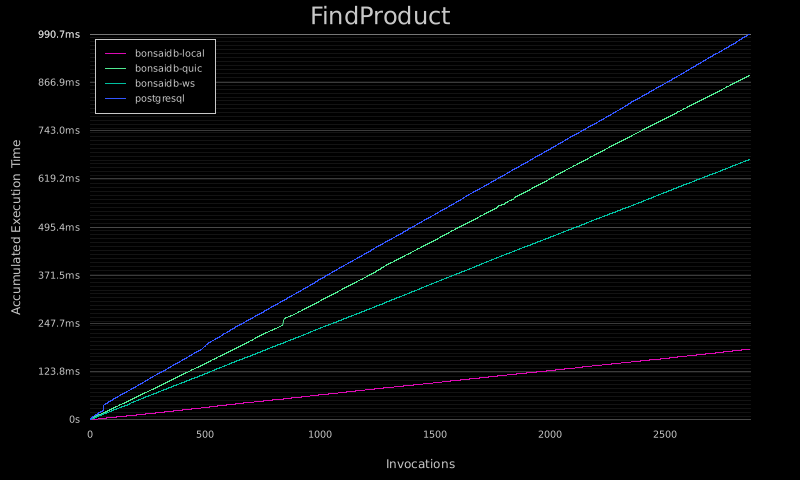 FindProduct
990.7ms
866.9ms
743.0ms
619.2ms
495.4ms
371.5ms
247.7ms
123.8ms
0s
Accumulated Execution Time
bonsaidb-local
bonsaidb-quic
bonsaidb-ws
postgresql
0 500 1000 1500 2000 2500
Invocations